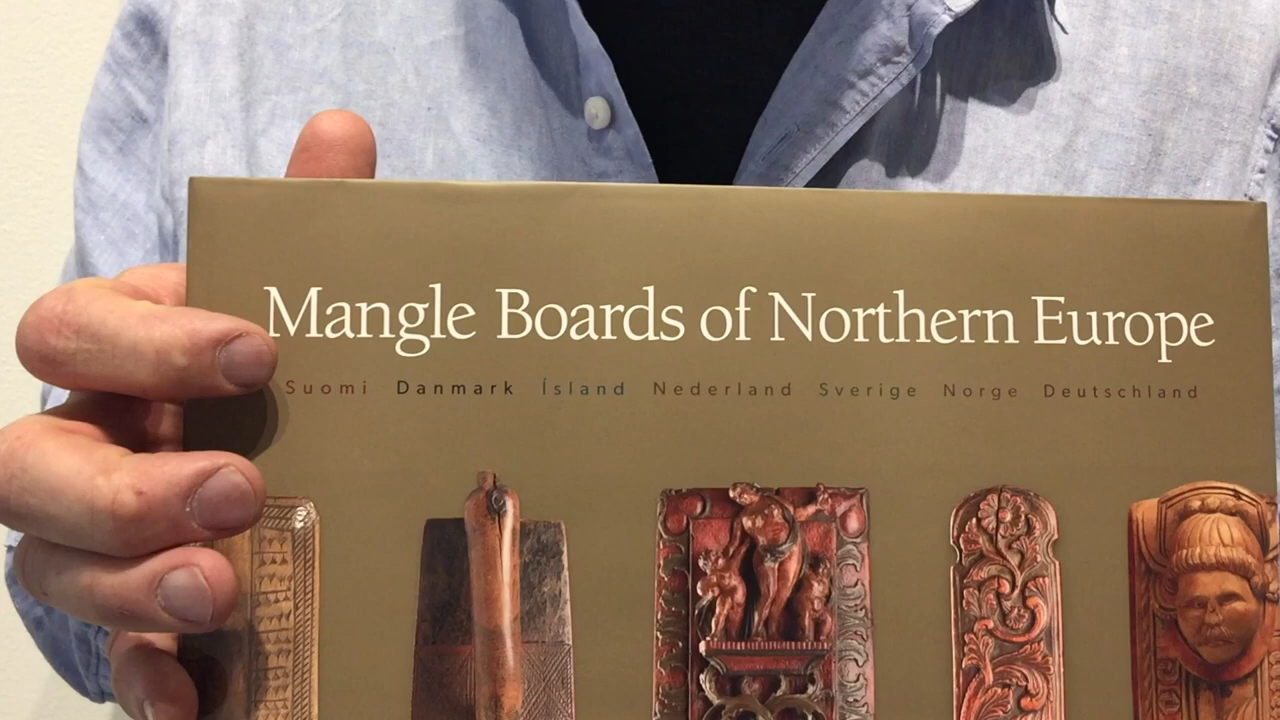 Mangle Boards of Northern Europe
Suomi Danmark Ísland Nederland Sverige Norge Deutschland